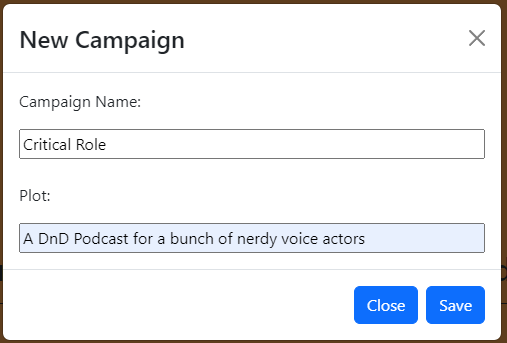 New Campaign
Campaign Name:
Critical Role
Plot:
A DnD Podcast for a bunch of nerdy voice actors
Close
Save